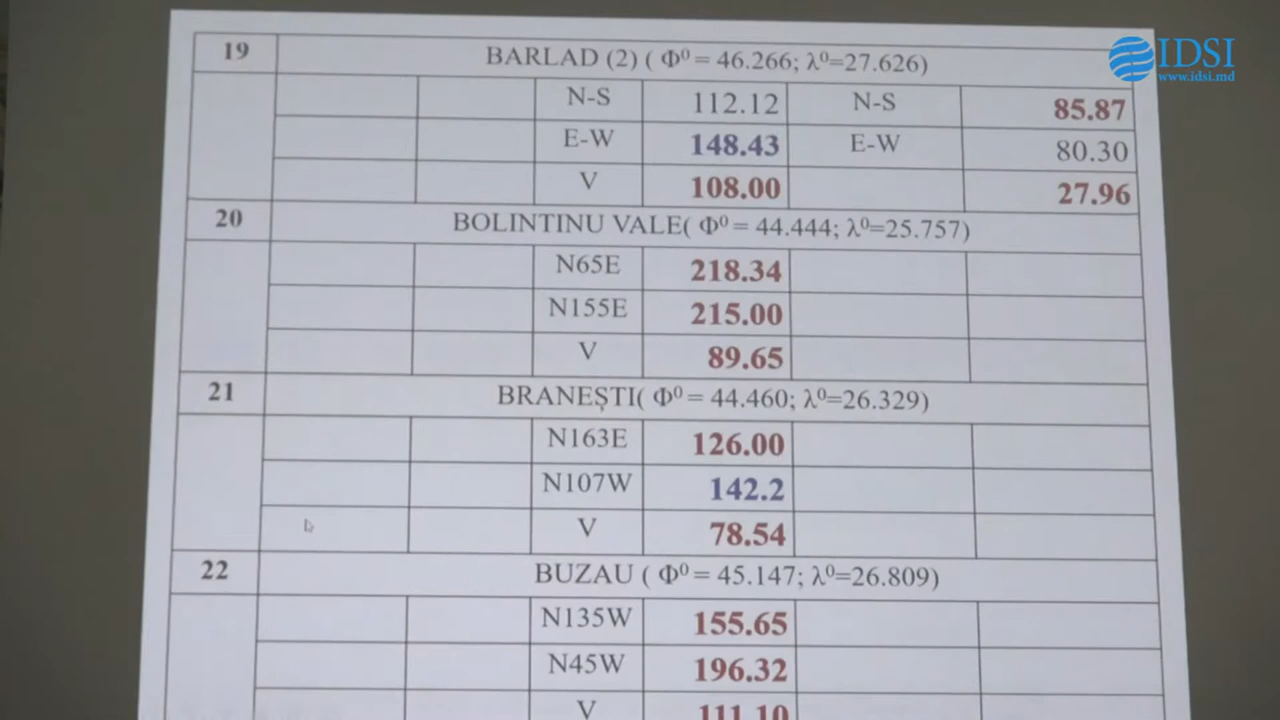 IDSI
www.idsi.md
19 BARLAD (2) ( Φ⁰ = 46.266; λ⁰=27.626)
N-S 112.12 N-S 85.87
E-W 148.43 E-W 80.30
V 108.00 27.96
20 BOLINTINU VALE( Φ⁰ = 44.444; λ⁰=25.757)
N65E 218.34
N155E 215.00
V 89.65
21 BRANEȘTI( Φ⁰ = 44.460; λ⁰=26.329)
N163E 126.00
N107W 142.2
V 78.54
22 BUZAU ( Φ⁰ = 45.147; λ⁰=26.809)
N135W 155.65
N45W 196.32
V 111.10